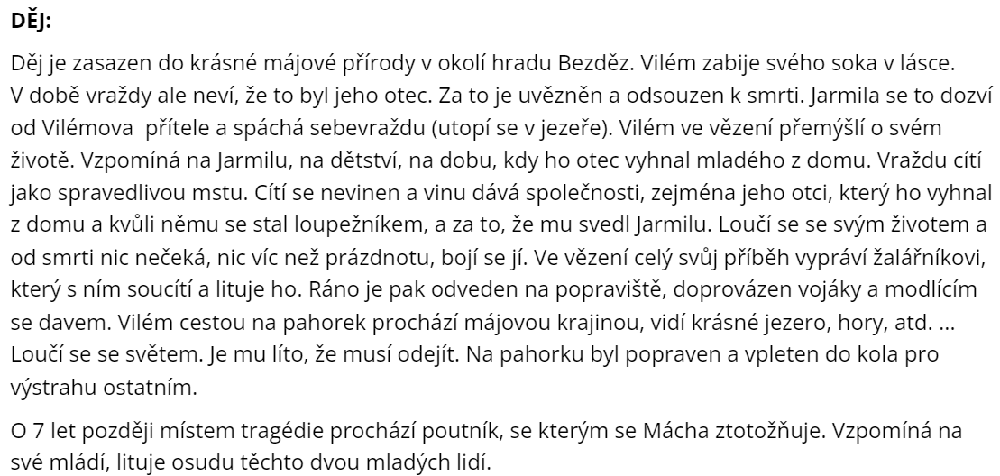 DĚJ:
Děj je zasazen do krásné májové přírody v okolí hradu Bezděz. Vilém zabije svého soka v lásce.
V době vraždy ale neví, že to byl jeho otec. Za to je uvězněn a odsouzen k smrti. Jarmila se to dozví
od Vilémova  přítele a spáchá sebevraždu (utopí se v jezeře). Vilém ve vězení přemýšlí o svém
životě. Vzpomíná na Jarmilu, na dětství, na dobu, kdy ho otec vyhnal mladého z domu. Vraždu cítí
jako spravedlivou mstu. Cítí se nevinen a vinu dává společnosti, zejména jeho otci, který ho vyhnal
z domu a kvůli němu se stal loupežníkem, a za to, že mu svedl Jarmilu. Loučí se se svým životem a
od smrti nic nečeká, nic víc než prázdnotu, bojí se jí. Ve vězení celý svůj příběh vypráví žalářníkovi,
který s ním soucítí a lituje ho. Ráno je pak odveden na popraviště, doprovázen vojáky a modlícím
se davem. Vilém cestou na pahorek prochází májovou krajinou, vidí krásné jezero, hory, atd. ...
Loučí se se světem. Je mu líto, že musí odejít. Na pahorku byl popraven a vpleten do kola pro
výstrahu ostatním.
O 7 let později místem tragédie prochází poutník, se kterým se Mácha ztotožňuje. Vzpomíná na
své mládí, lituje osudu těchto dvou mladých lidí.